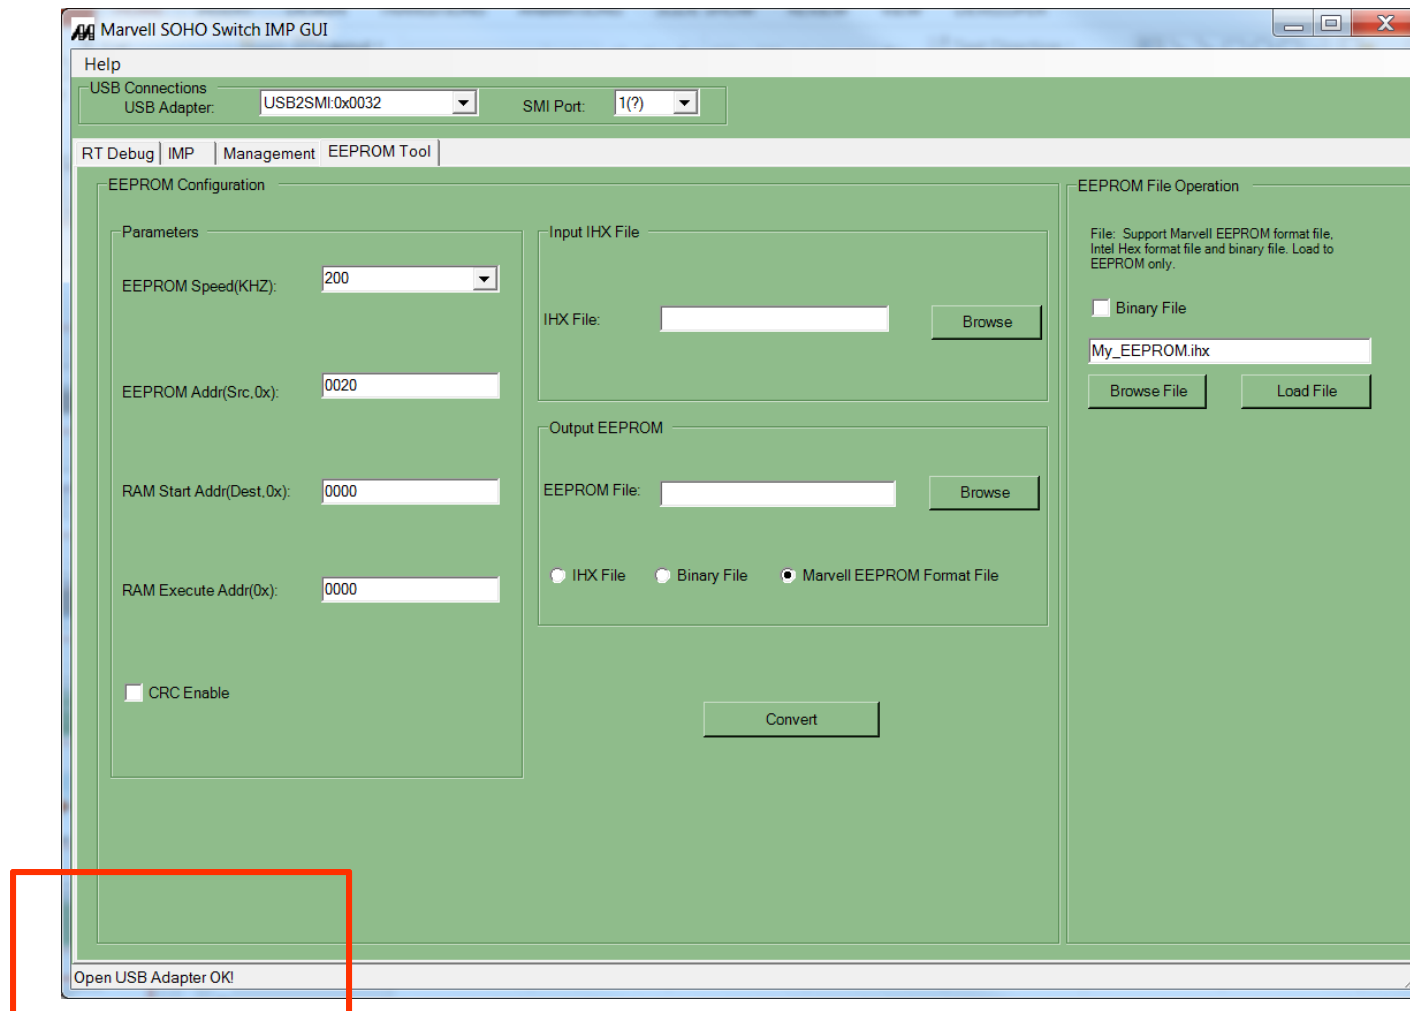 Marvell SOHO Switch IMP GUI
Help
USB Connections
USB Adapter: USB2SMI:0x0032 SMI Port: 1(?)
RT Debug IMP Management EEPROM Tool
EEPROM Configuration
Parameters
EEPROM Speed(KHZ): 200
EEPROM Addr(Src,0x): 0020
RAM Start Addr(Dest,0x): 0000
RAM Execute Addr(0x): 0000
CRC Enable
Input IHX File
IHX File: Browse
Output EEPROM
EEPROM File: Browse
IHX File Binary File Marvell EEPROM Format File
Convert
EEPROM File Operation
File: Support Marvell EEPROM format file,
Intel Hex format file and binary file. Load to
EEPROM only.
Binary File
My_EEPROM.ihx
Browse File Load File
Open USB Adapter OK!